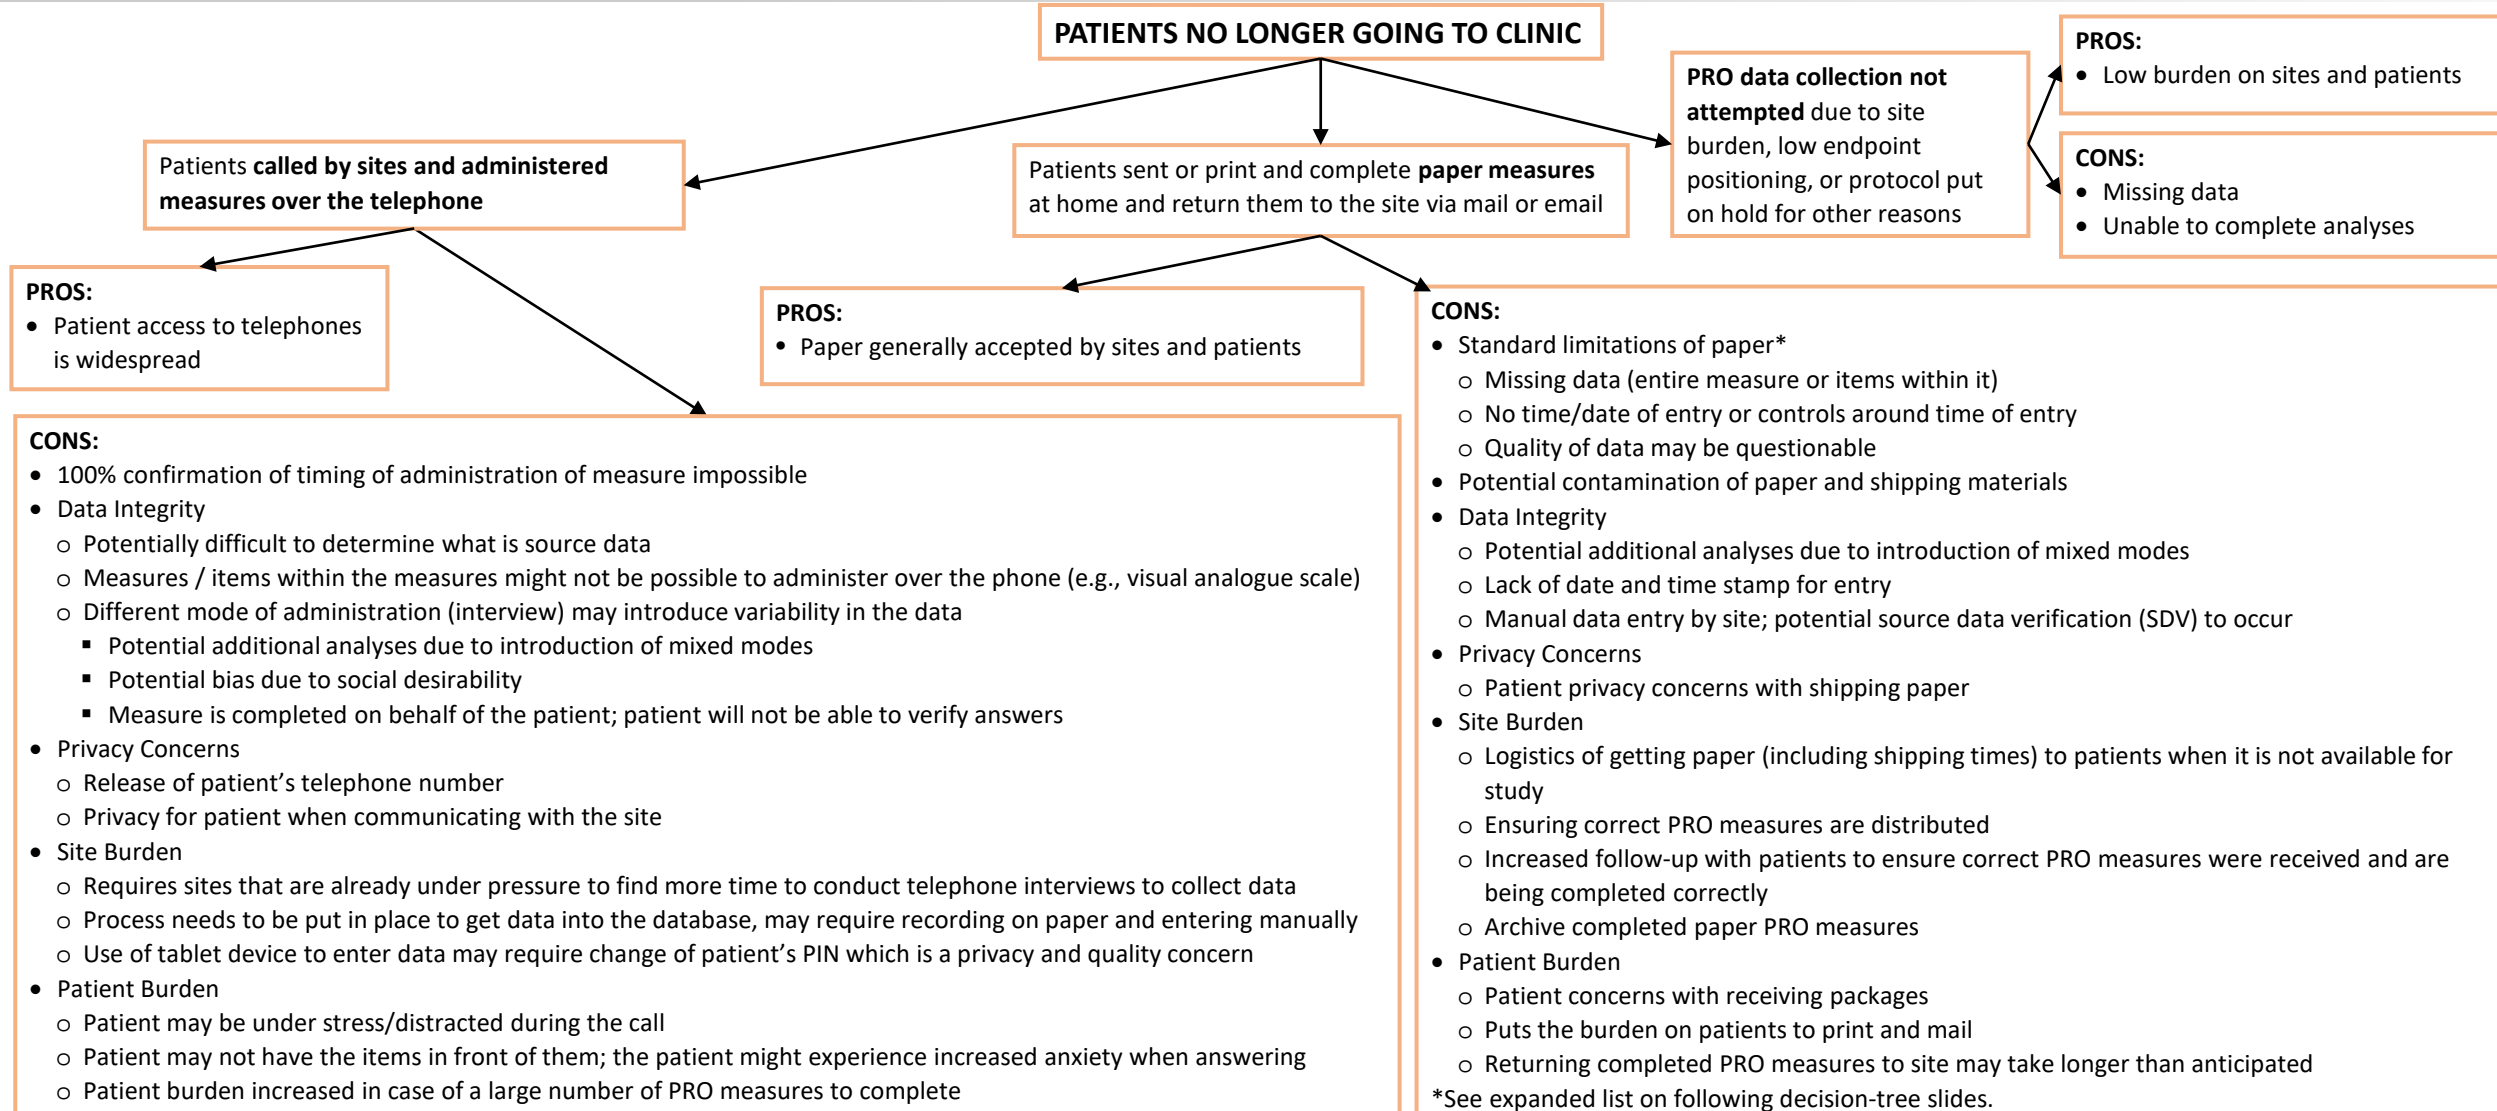 PATIENTS NO LONGER GOING TO CLINIC
Patients called by sites and administered
measures over the telephone
PROS:
• Patient access to telephones
is widespread
CONS:
• 100% confirmation of timing of administration of measure impossible
• Data Integrity
o Potentially difficult to determine what is source data
o Measures / items within the measures might not be possible to administer over the phone (e.g., visual analogue scale)
o Different mode of administration (interview) may introduce variability in the data
▪ Potential additional analyses due to introduction of mixed modes
▪ Potential bias due to social desirability
▪ Measure is completed on behalf of the patient; patient will not be able to verify answers
• Privacy Concerns
o Release of patient’s telephone number
o Privacy for patient when communicating with the site
• Site Burden
o Requires sites that are already under pressure to find more time to conduct telephone interviews to collect data
o Process needs to be put in place to get data into the database, may require recording on paper and entering manually
o Use of tablet device to enter data may require change of patient’s PIN which is a privacy and quality concern
• Patient Burden
o Patient may be under stress/distracted during the call
o Patient may not have the items in front of them; the patient might experience increased anxiety when answering
o Patient burden increased in case of a large number of PRO measures to complete
Patients sent or print and complete paper measures
at home and return them to the site via mail or email
PROS:
• Paper generally accepted by sites and patients
CONS:
• Standard limitations of paper*
o Missing data (entire measure or items within it)
o No time/date of entry or controls around time of entry
o Quality of data may be questionable
• Potential contamination of paper and shipping materials
• Data Integrity
o Potential additional analyses due to introduction of mixed modes
o Lack of date and time stamp for entry
o Manual data entry by site; potential source data verification (SDV) to occur
• Privacy Concerns
o Patient privacy concerns with shipping paper
• Site Burden
o Logistics of getting paper (including shipping times) to patients when it is not available for
study
o Ensuring correct PRO measures are distributed
o Increased follow-up with patients to ensure correct PRO measures were received and are
being completed correctly
o Archive completed paper PRO measures
• Patient Burden
o Patient concerns with receiving packages
o Puts the burden on patients to print and mail
o Returning completed PRO measures to site may take longer than anticipated
*See expanded list on following decision-tree slides.
PRO data collection not
attempted due to site
burden, low endpoint
positioning, or protocol put
on hold for other reasons
PROS:
• Low burden on sites and patients
CONS:
• Missing data
• Unable to complete analyses